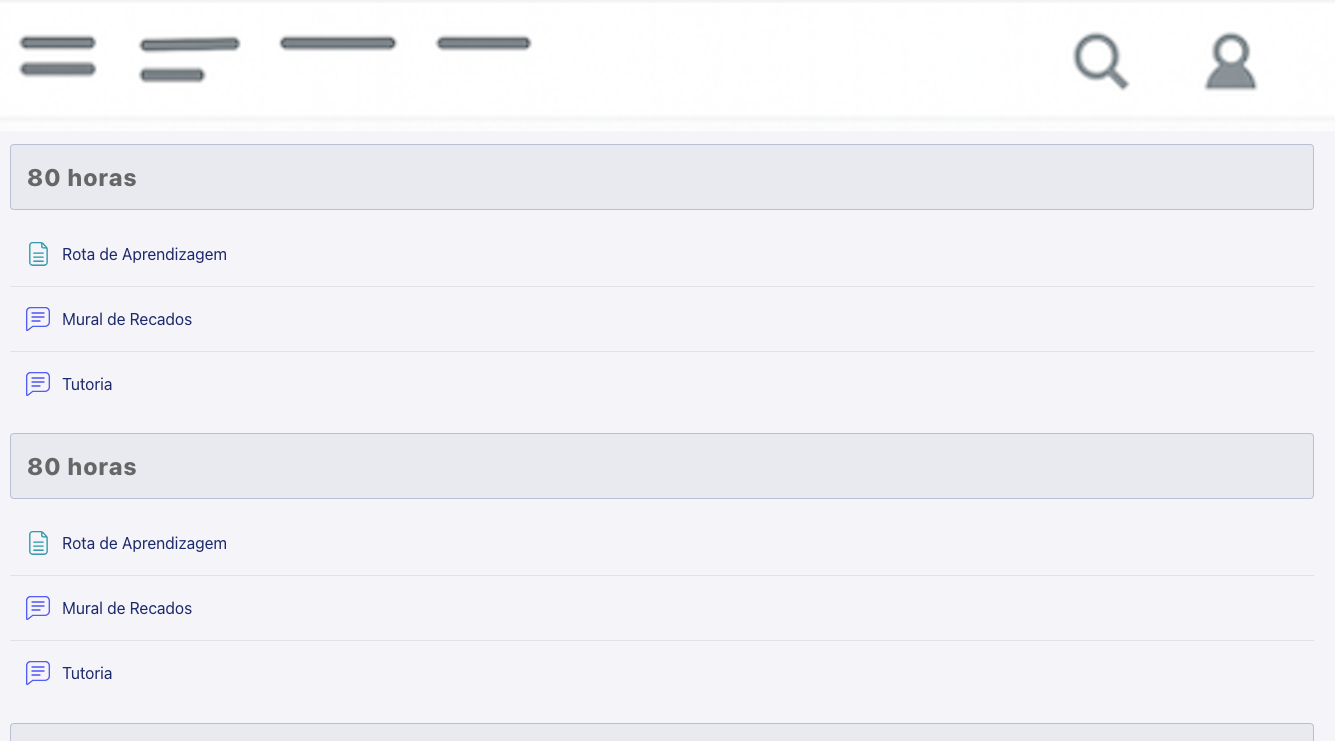 80 horas
Rota de Aprendizagem
Mural de Recados
Tutoria
80 horas
Rota de Aprendizagem
Mural de Recados
Tutoria